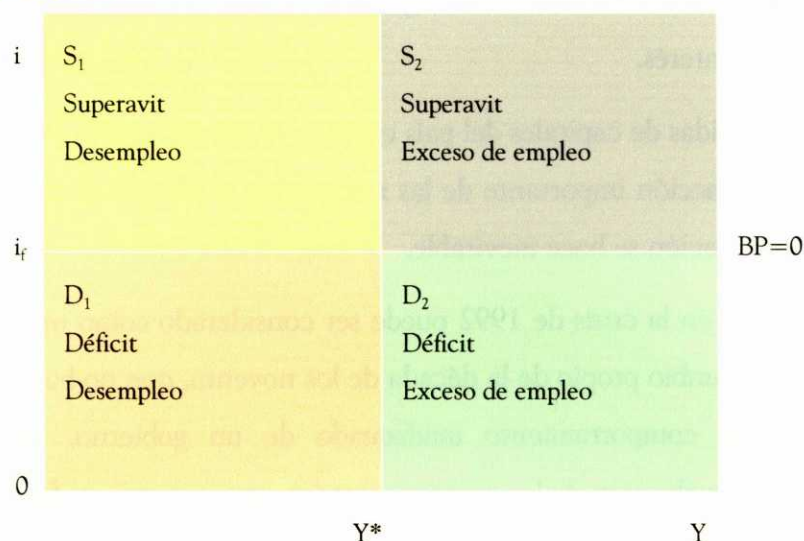 i
S₁
Superavit
Desempleo
S₂
Superavit
Exceso de empleo
i_f
BP=0
D₁
Déficit
Desempleo
D₂
Déficit
Exceso de empleo
0
Y*
Y